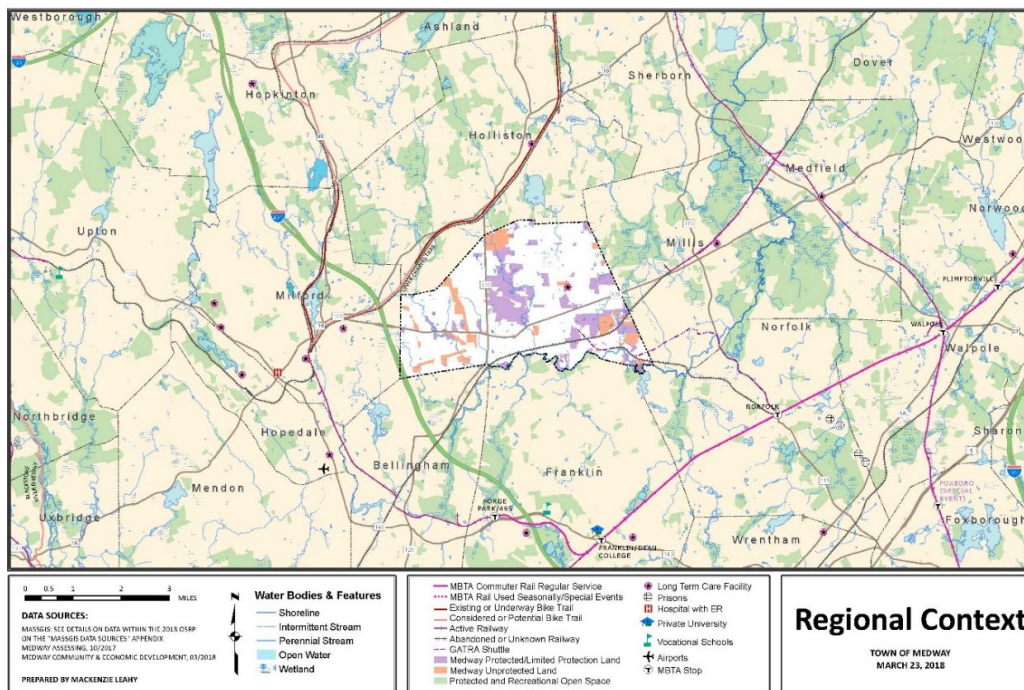 Westborough
Ashland
Dover
Sherborn
Hopkinton
Holliston
Westwoo
Medfield
Norwoo
Upton
Millis
PLIMPTONVILLE
Milford
Norfolk
WALPOLE
Walpole
Northbridge
NORFOLK
Hopedale
Sharon
Bellingham
Franklin
Mendon
FOXBORO
(SPECIAL
EVENT)
Uxbridge
FORGE
PARK/495
Foxborough
Wrentham
FRANKLIN/DEAN
COLLEGE
0 0.5 1 2 3
MILES
DATA SOURCES:
MASSGIS: SEE DETAILS ON DATA WITHIN THE 2018 OSRP
ON THE "MASSGIS DATA SOURCES" APPENDIX
MEDWAY ASSESSING, 10/2017
MEDWAY COMMUNITY & ECONOMIC DEVELOPMENT, 03/2018
PREPARED BY MACKENZIE LEAHY
N
Water Bodies & Features
Shoreline
Intermittent Stream
Perennial Stream
Open Water
Wetland
MBTA Commuter Rail Regular Service
MBTA Rail Used Seasonally/Special Events
Existing or Underway Bike Trail
Considered or Potential Bike Trail
Active Railway
Abandoned or Unknown Railway
GATRA Shuttle
Medway Protected/Limited Protection Land
Medway Unprotected Land
Protected and Recreational Open Space
Long Term Care Facility
Prisons
H Hospital with ER
Private University
Vocational Schools
Airports
T MBTA Stop
Regional Context
TOWN OF MEDWAY
MARCH 23, 2018